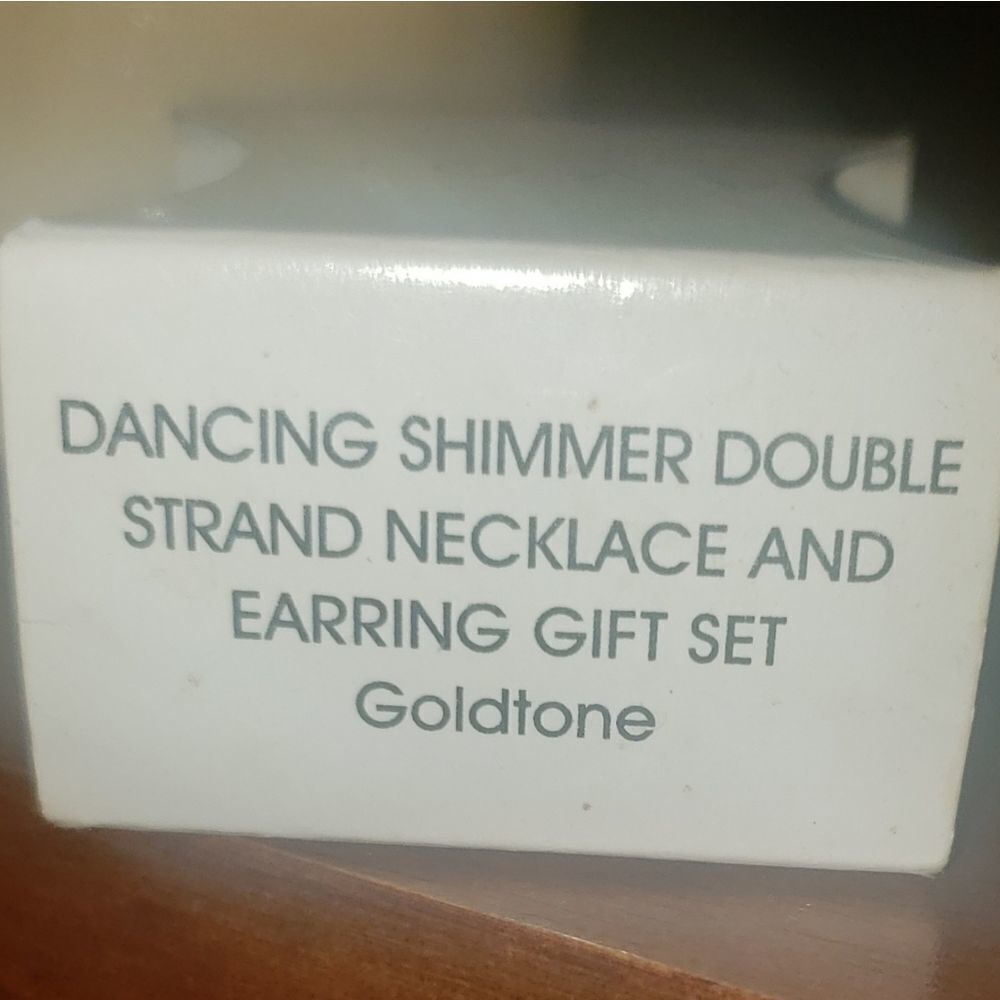 DANCING SHIMMER DOUBLE
STRAND NECKLACE AND
EARRING GIFT SET
Goldtone